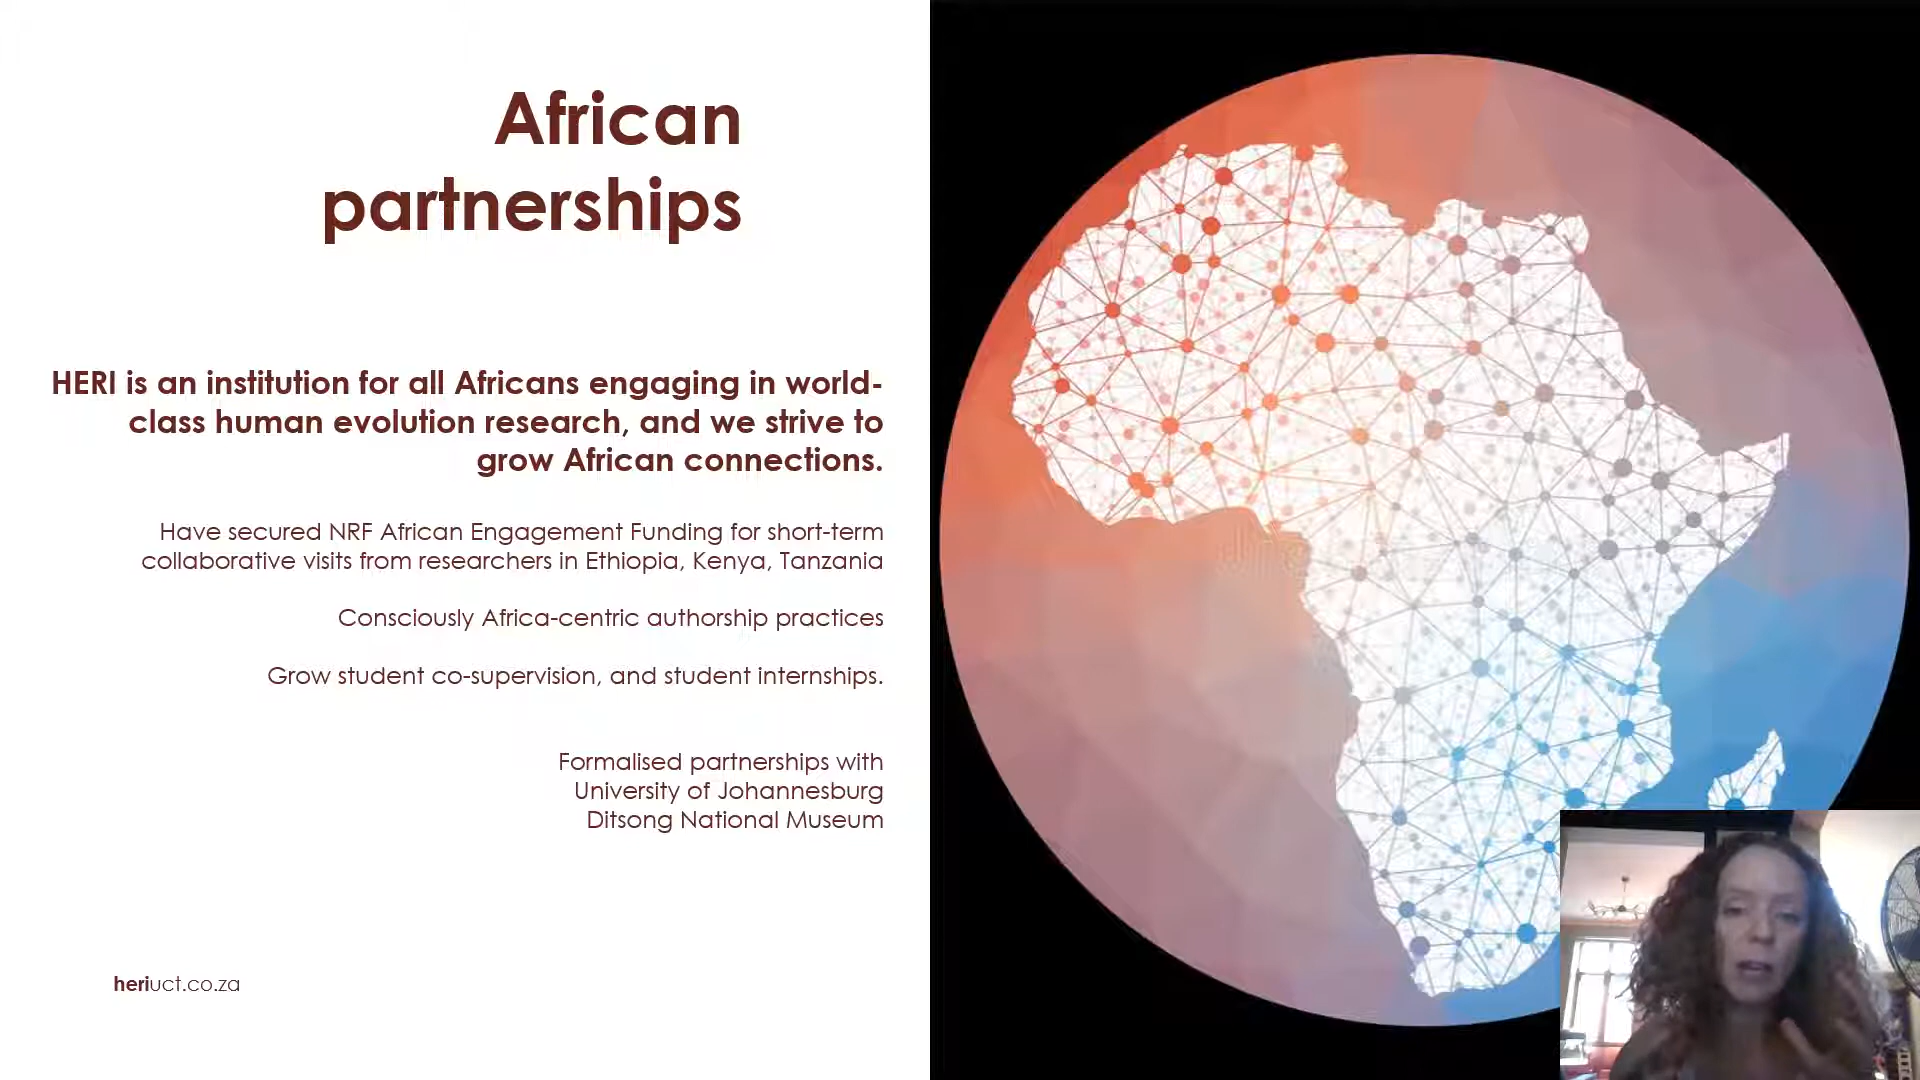 African
partnerships
HERI is an institution for all Africans engaging in world-
class human evolution research, and we strive to
grow African connections.
Have secured NRF African Engagement Funding for short-term
collaborative visits from researchers in Ethiopia, Kenya, Tanzania
Consciously Africa-centric authorship practices
Grow student co-supervision, and student internships.
Formalised partnerships with
University of Johannesburg
Ditsong National Museum
heriuct.co.za